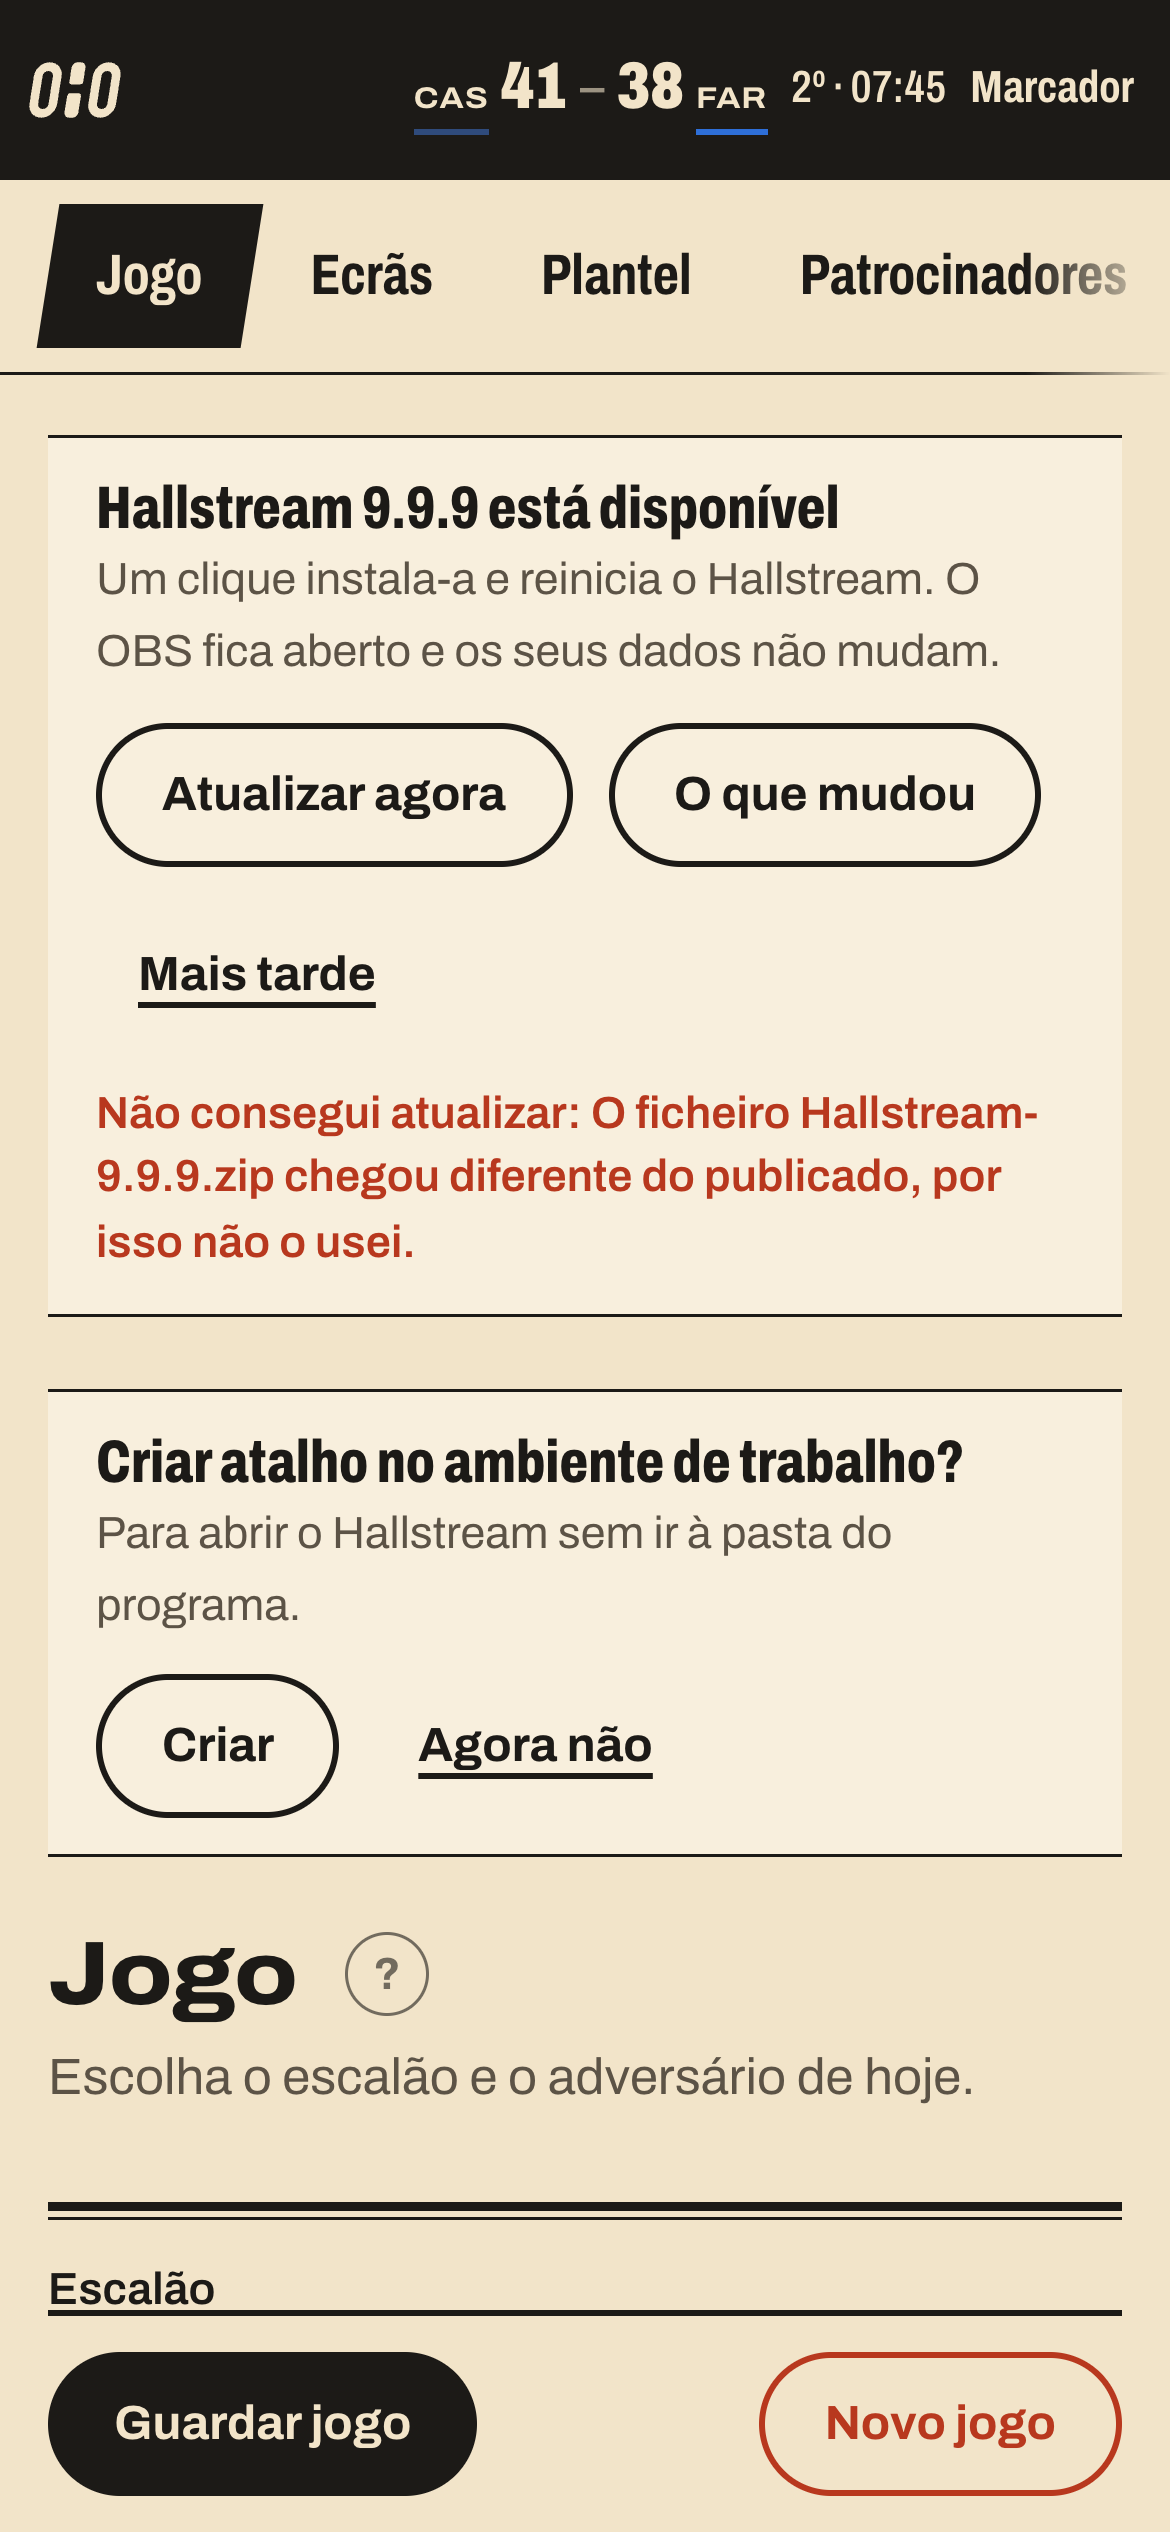 0:0
CAS 41 – 38 FAR 2º · 07:45 Marcador
Jogo Ecrãs Plantel Patrocinadores
Hallstream 9.9.9 está disponível
Um clique instala-a e reinicia o Hallstream. O
OBS fica aberto e os seus dados não mudam.
Atualizar agora O que mudou
Mais tarde
Não consegui atualizar: O ficheiro Hallstream-
9.9.9.zip chegou diferente do publicado, por
isso não o usei.
Criar atalho no ambiente de trabalho?
Para abrir o Hallstream sem ir à pasta do
programa.
Criar Agora não
Jogo ?
Escolha o escalão e o adversário de hoje.
Escalão
Guardar jogo Novo jogo